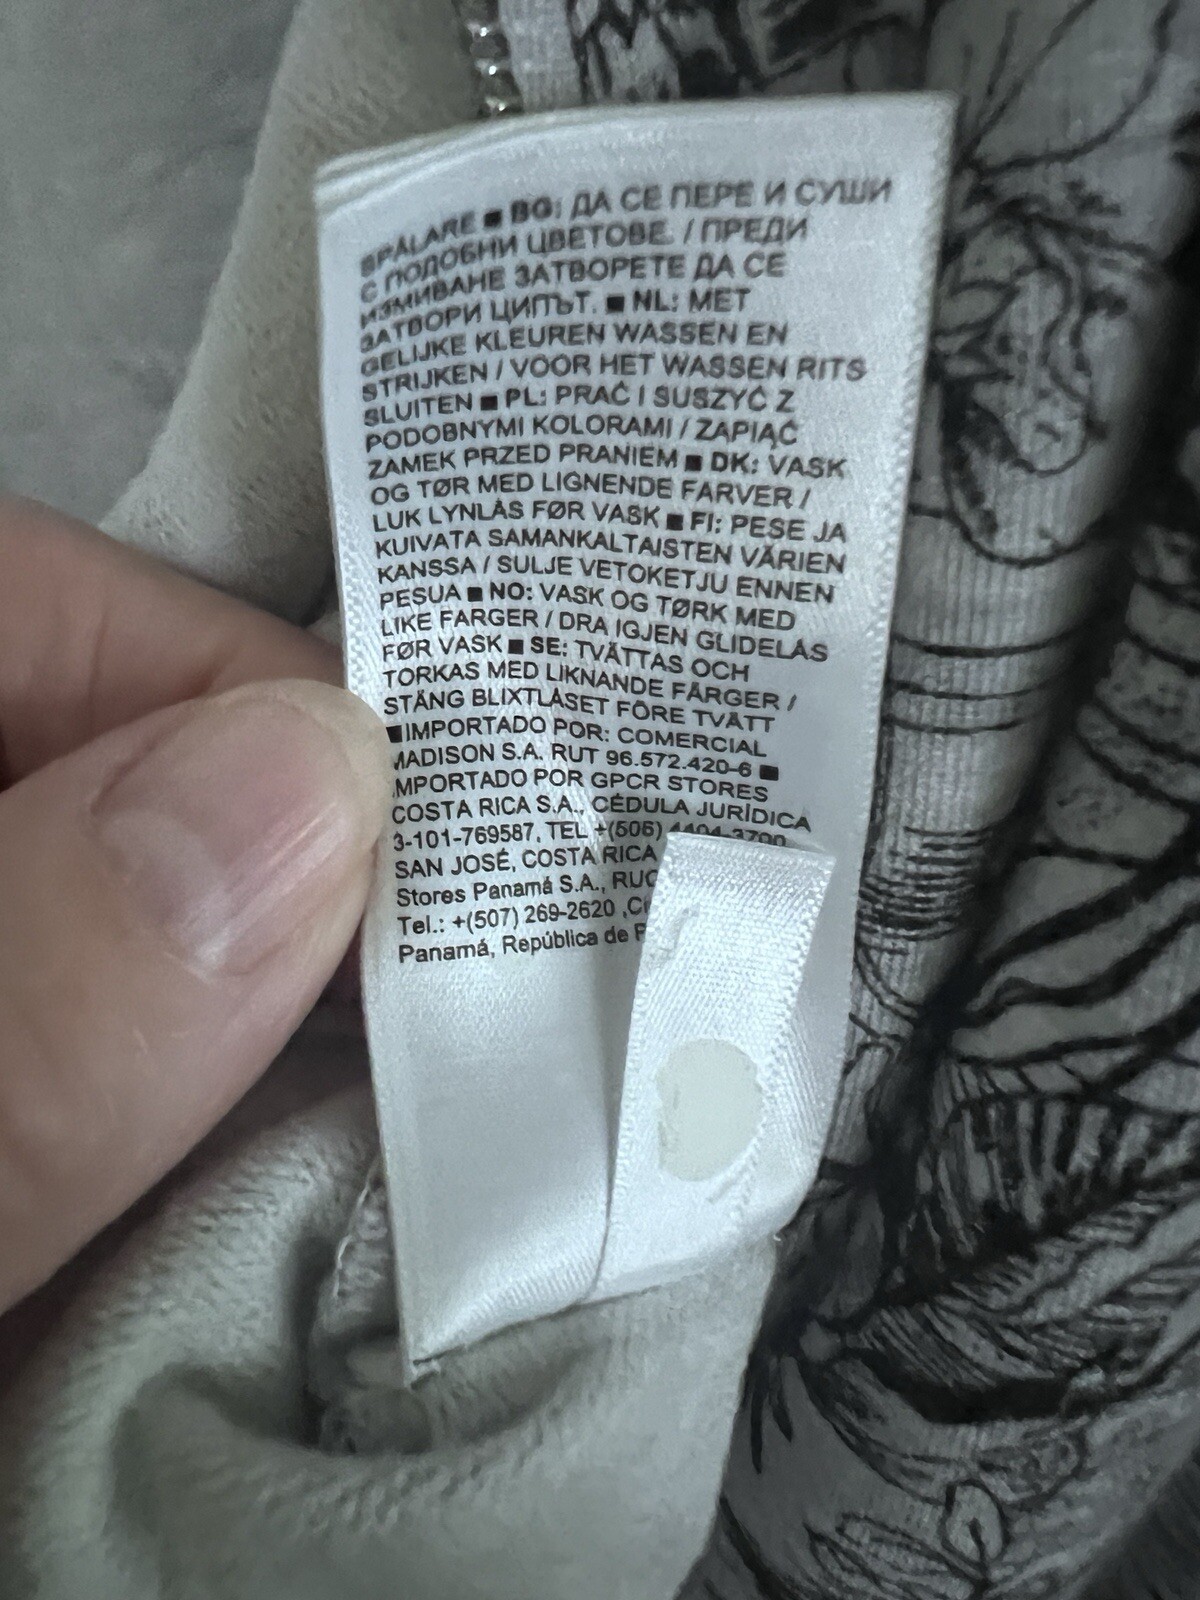 SPĂLARE ■ BG: ДА СЕ ПЕРЕ И СУШИ
С ПОДОБНИ ЦВЕТОВЕ. / ПРЕДИ
ИЗМИВАНЕ ЗАТВОРЕТЕ ДА СЕ
ЗАТВОРИ ЦИПЪТ. ■ NL: MET
GELIJKE KLEUREN WASSEN EN
STRIJKEN / VOOR HET WASSEN RITS
SLUITEN ■ PL: PRAĆ I SUSZYĆ Z
PODOBNYMI KOLORAMI / ZAPIĄĆ
ZAMEK PRZED PRANIEM ■ DK: VASK
OG TØR MED LIGNENDE FARVER /
LUK LYNLÅS FØR VASK ■ FI: PESE JA
KUIVATA SAMANKALTAISTEN VÄRIEN
KANSSA / SULJE VETOKETJU ENNEN
PESUA ■ NO: VASK OG TØRK MED
LIKE FARGER / DRA IGJEN GLIDELÅS
FØR VASK ■ SE: TVÄTTAS OCH
TORKAS MED LIKNANDE FÄRGER /
STÄNG BLIXTLÅSET FÖRE TVÄTT
■ IMPORTADO POR: COMERCIAL
MADISON S.A. RUT 96.572.420-6 ■
IMPORTADO POR GPCR STORES
COSTA RICA S.A., CÉDULA JURÍDICA
3-101-769587, TEL +(506) 4404-3700
SAN JOSÉ, COSTA RICA
Stores Panamá S.A., RUC
Tel.: +(507) 269-2620 ,
Panamá, República de